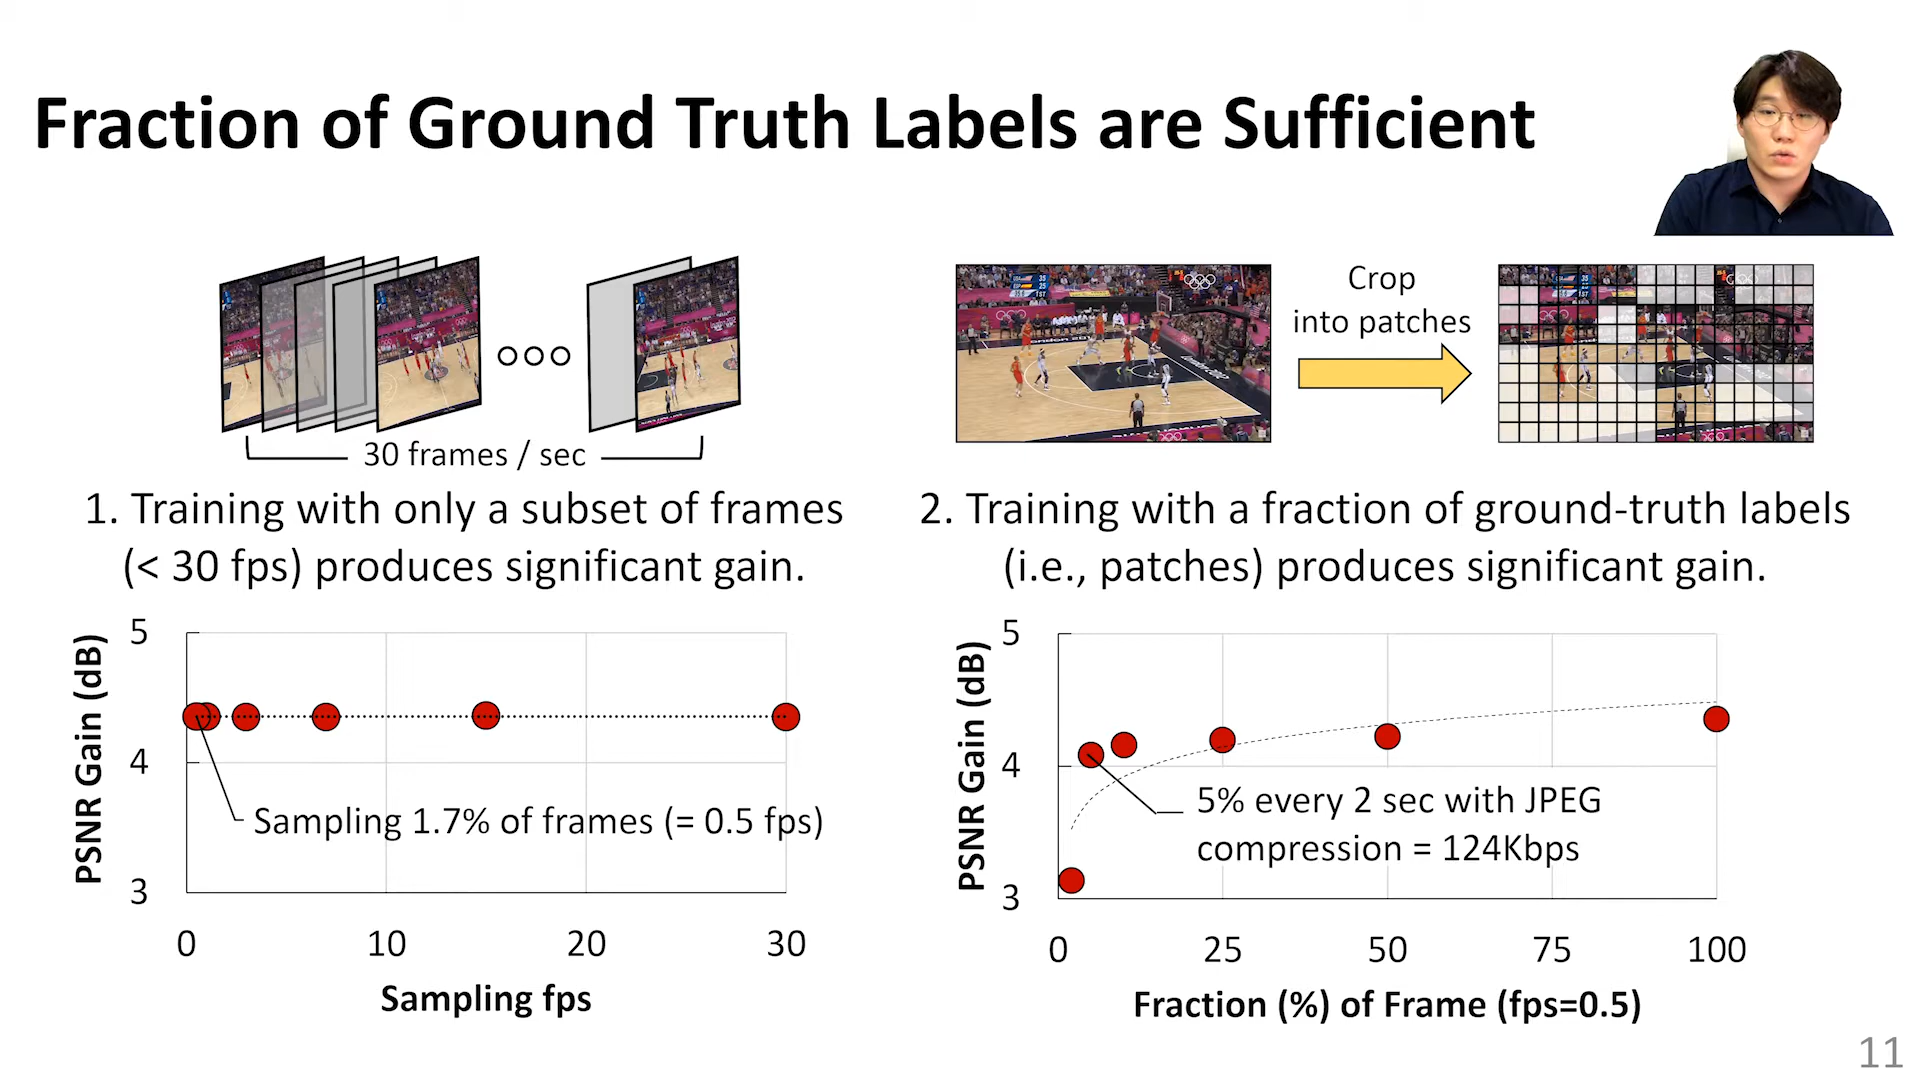 Fraction of Ground Truth Labels are Sufficient
30 frames / sec
Crop
into patches
1. Training with only a subset of frames
(< 30 fps) produces significant gain.
2. Training with a fraction of ground-truth labels
(i.e., patches) produces significant gain.
PSNR Gain (dB)
5
4
3
Sampling 1.7% of frames (= 0.5 fps)
0
10
20
30
Sampling fps
PSNR Gain (dB)
5
4
3
5% every 2 sec with JPEG
compression = 124Kbps
0
25
50
75
100
Fraction (%) of Frame (fps=0.5)
11